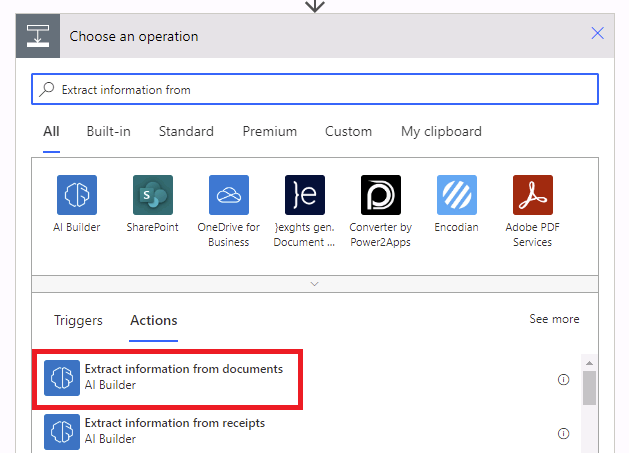 Choose an operation
Extract information from
All Built-in Standard Premium Custom My clipboard
AI Builder
SharePoint
OneDrive for
Business
}exghts gen.
Document ...
Converter by
Power2Apps
Encodian
Adobe PDF
Services
Triggers Actions See more
Extract information from documents
AI Builder
Extract information from receipts
AI Builder